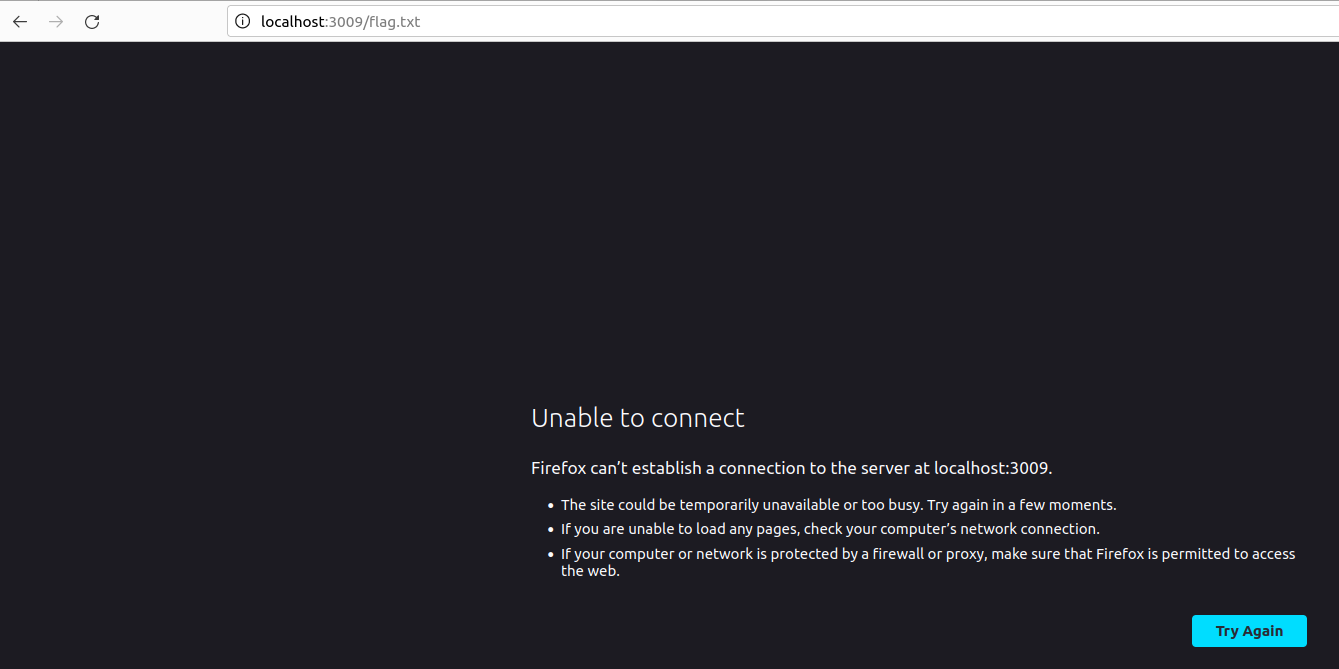 localhost:3009/flag.txt
Unable to connect
Firefox can’t establish a connection to the server at localhost:3009.
• The site could be temporarily unavailable or too busy. Try again in a few moments.
• If you are unable to load any pages, check your computer’s network connection.
• If your computer or network is protected by a firewall or proxy, make sure that Firefox is permitted to access
the web.
Try Again